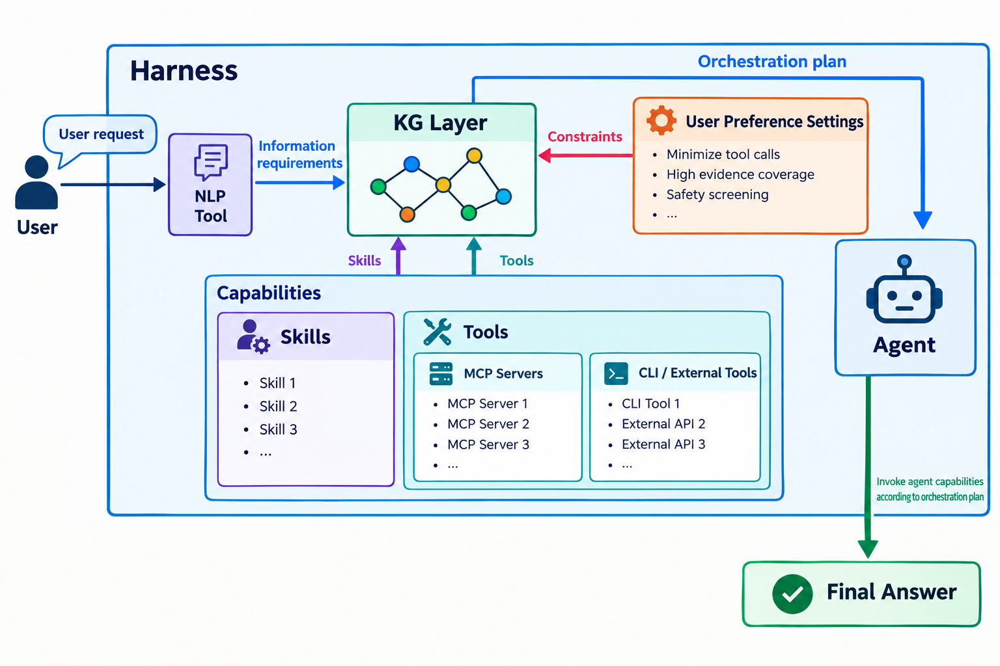 Harness
Orchestration plan
User request
User
NLP
Tool
Information
requirements
KG Layer
Constraints
User Preference Settings
• Minimize tool calls
• High evidence coverage
• Safety screening
• ...
Skills
Tools
Capabilities
Skills
• Skill 1
• Skill 2
• Skill 3
• ...
Tools
MCP Servers
• MCP Server 1
• MCP Server 2
• MCP Server 3
• ...
CLI / External Tools
• CLI Tool 1
• External API 2
• External API 3
• ...
Agent
Invoke agent capabilities
according to orchestration plan
Final Answer